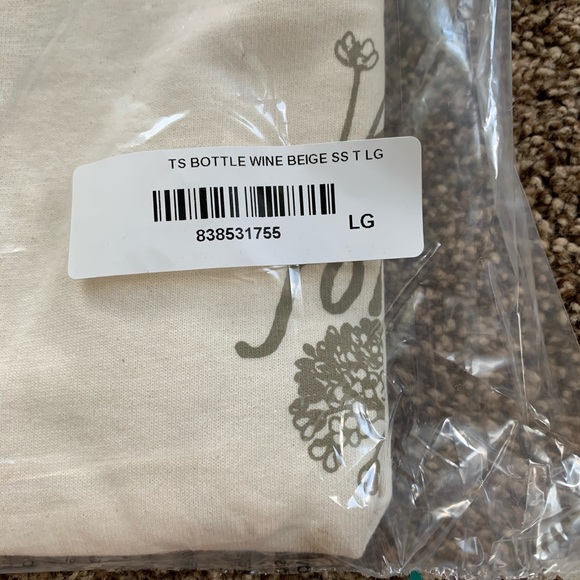 TS BOTTLE WINE BEIGE SS T LG
838531755
LG